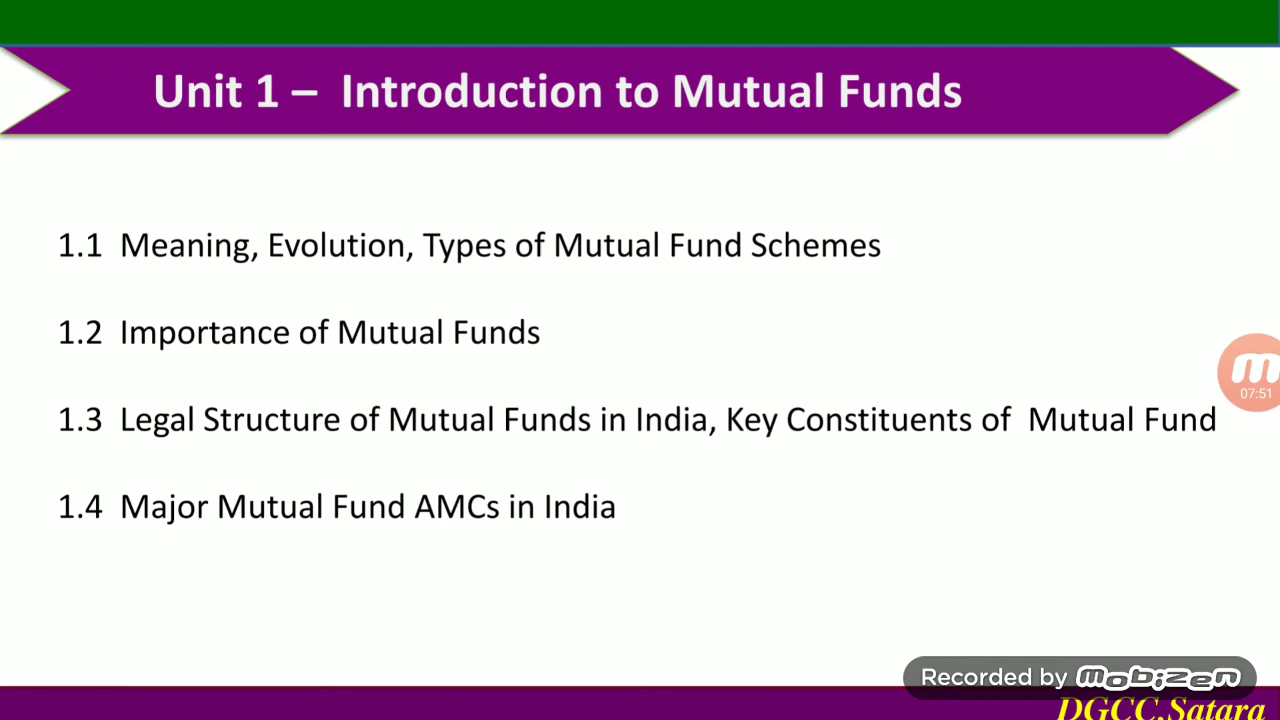 Unit 1 – Introduction to Mutual Funds
1.1 Meaning, Evolution, Types of Mutual Fund Schemes
1.2 Importance of Mutual Funds
1.3 Legal Structure of Mutual Funds in India, Key Constituents of Mutual Fund
07:51
1.4 Major Mutual Fund AMCs in India
Recorded by Mobizen
DGCC.Satara